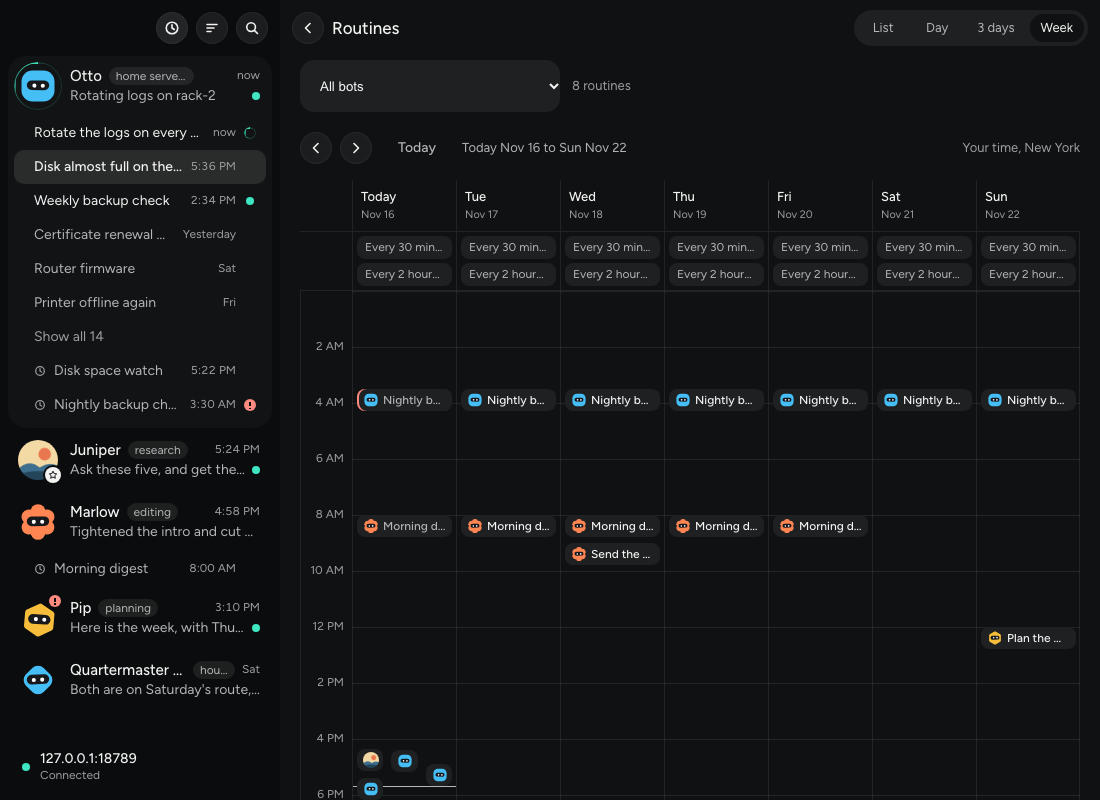 Otto home serve... now
Rotating logs on rack-2
Rotate the logs on every ... now
Disk almost full on the... 5:36 PM
Weekly backup check 2:34 PM
Certificate renewal ... Yesterday
Router firmware Sat
Printer offline again Fri
Show all 14
Disk space watch 5:22 PM
Nightly backup ch... 3:30 AM
Juniper research 5:24 PM
Ask these five, and get the...
Marlow editing 4:58 PM
Tightened the intro and cut ...
Morning digest 8:00 AM
Pip planning 3:10 PM
Here is the week, with Thu...
Quartermaster ... hou... Sat
Both are on Saturday's route,...
127.0.0.1:18789
Connected
Routines
List Day 3 days Week
All bots 8 routines
Today Today Nov 16 to Sun Nov 22 Your time, New York
Today Tue Wed Thu Fri Sat Sun
Nov 16 Nov 17 Nov 18 Nov 19 Nov 20 Nov 21 Nov 22
Every 30 min... Every 30 min... Every 30 min... Every 30 min... Every 30 min... Every 30 min... Every 30 min...
Every 2 hour... Every 2 hour... Every 2 hour... Every 2 hour... Every 2 hour... Every 2 hour... Every 2 hour...
2 AM
4 AM Nightly b... Nightly b... Nightly b... Nightly b... Nightly b... Nightly b... Nightly b...
6 AM
8 AM Morning d... Morning d... Morning d... Morning d... Morning d...
Send the ...
10 AM
12 PM
Plan the ...
2 PM
4 PM
6 PM